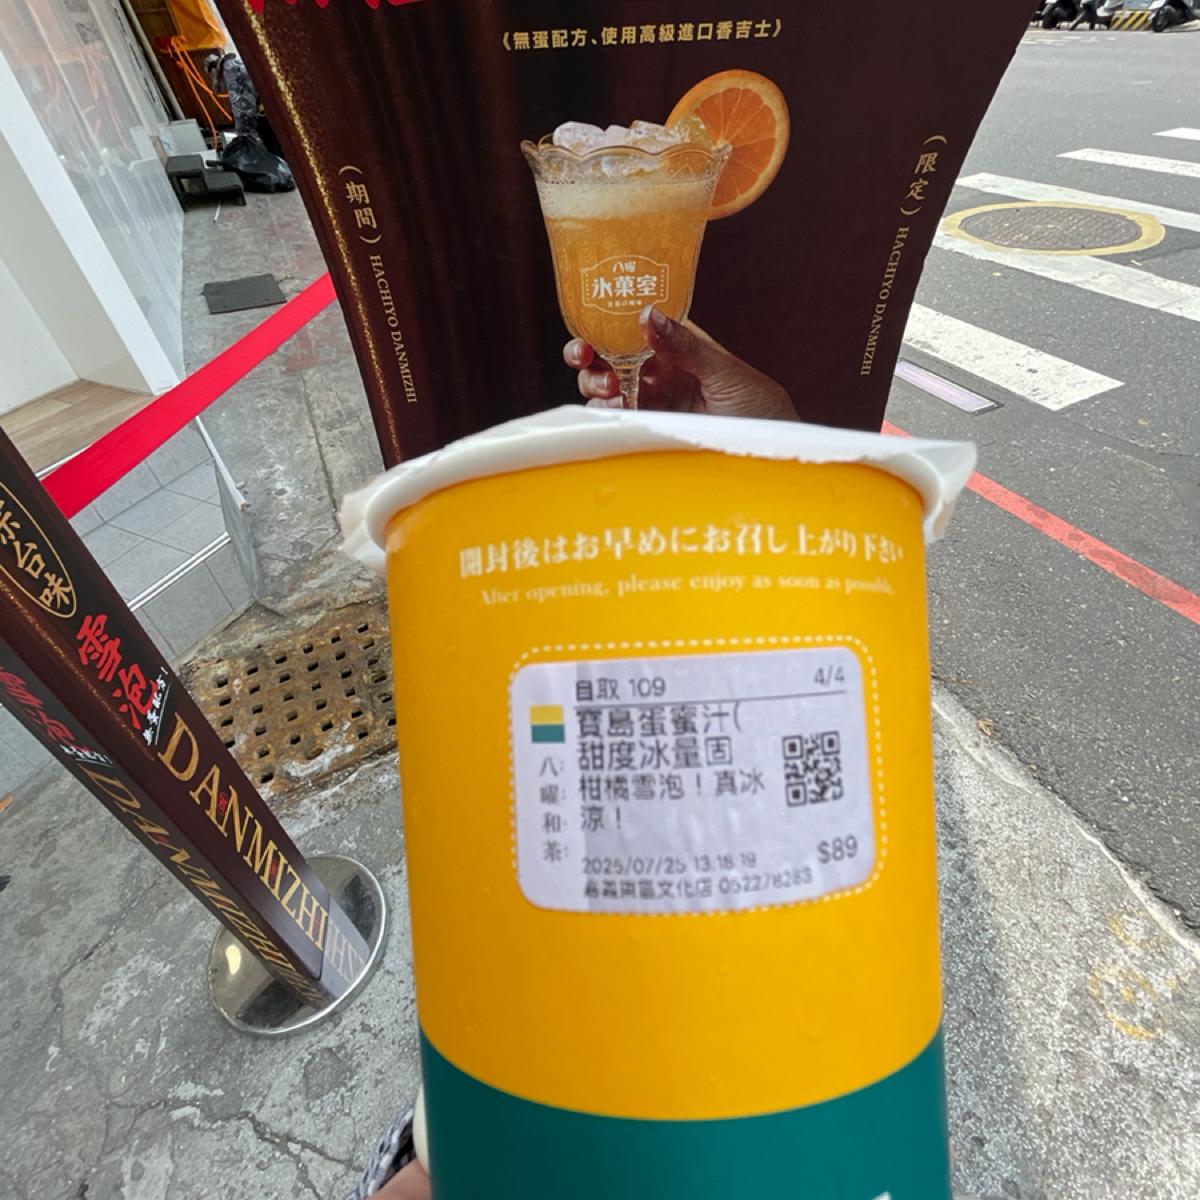 《無蛋配方、使用高級進口香吉士》
(期間) HACHIYO DANMIZHI
(限定) HACHIYO DANMIZHI
八曜
氷菓室
台味
雪泡
DANMIZHI
開封後はお早めにお召し上がり下さい
After opening, please enjoy as soon as possible.
自取 109 4/4
寶島蛋蜜汁(
甜度冰量固
柑橘雪泡！真冰
涼！
八:
曜:
和:
茶:
$89
2025/07/25 13:18:19
嘉義東區文化店 052278283